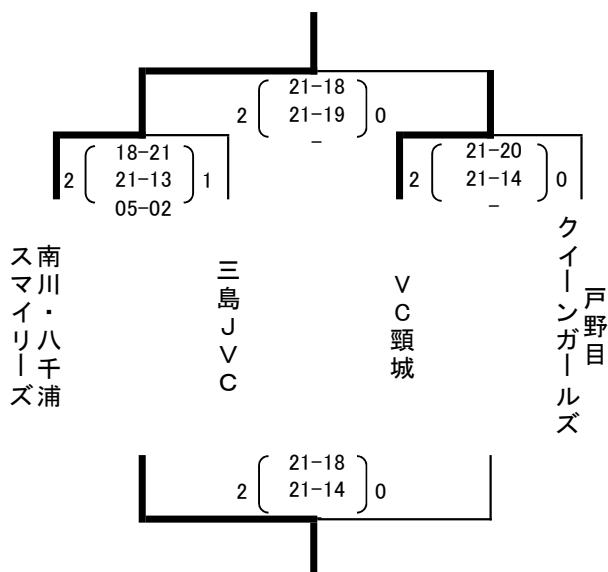 21-18
2 21-19 0
-
18-21
2 21-13 1
05-02
21-20
2 21-14 0
-
南川・八千浦
スマイリーズ
三島JVC
VC頸城
戸野目
クイーンガールズ
21-18
2 21-14 0